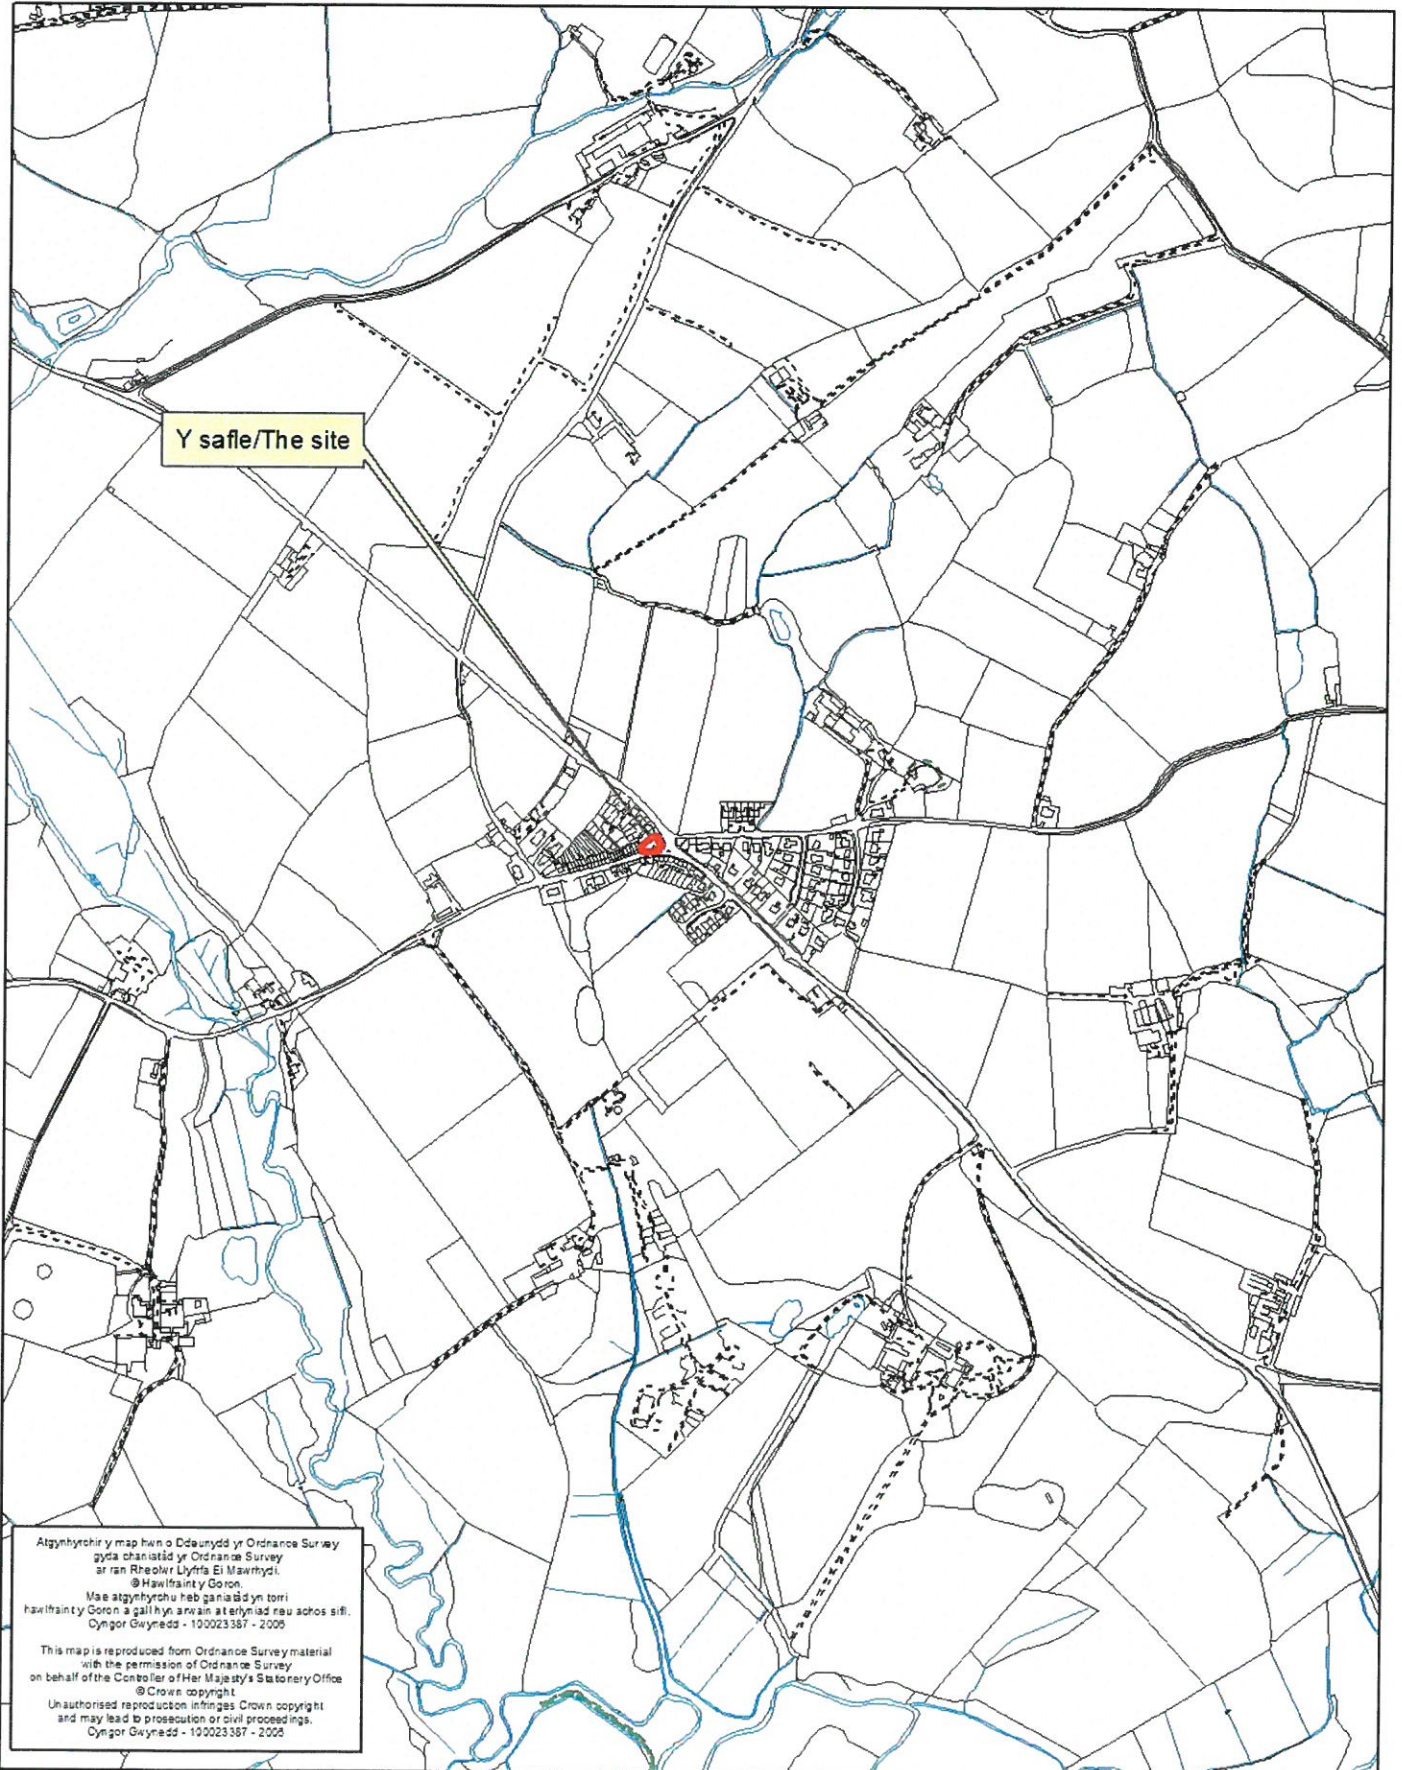 Y safle/The site
Atgynhyrchir y map hwn o Ddeunydd yr Ordnance Survey
gyda chaniatâd yr Ordnance Survey
ar ran Rheolwr Llyfrfa Ei Mawrhydi.
© Hawlfraint y Goron.
Mae atgynhyrchu heb ganiatâd yn torri
hawlfraint y Goron a gall hyn arwain at erlyniad neu achos sifil.
Cyngor Gwynedd - 100023387 - 2005
This map is reproduced from Ordnance Survey material
with the permission of Ordnance Survey
on behalf of the Controller of Her Majesty's Stationery Office
© Crown copyright
Unauthorised reproduction infringes Crown copyright
and may lead to prosecution or civil proceedings.
Cyngor Gwynedd - 100023387 - 2005